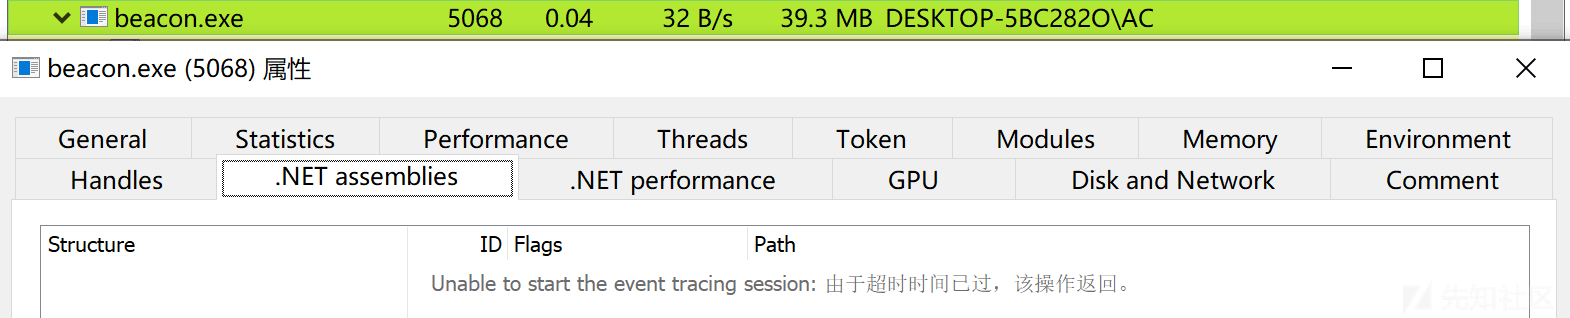 beacon.exe 5068 0.04 32 B/s 39.3 MB DESKTOP-5BC282O\AC
beacon.exe (5068) 属性
General Statistics Performance Threads Token Modules Memory Environment
Handles .NET assemblies .NET performance GPU Disk and Network Comment
Structure ID Flags Path
Unable to start the event tracing session: 由于超时时间已过，该操作返回。
先知社区